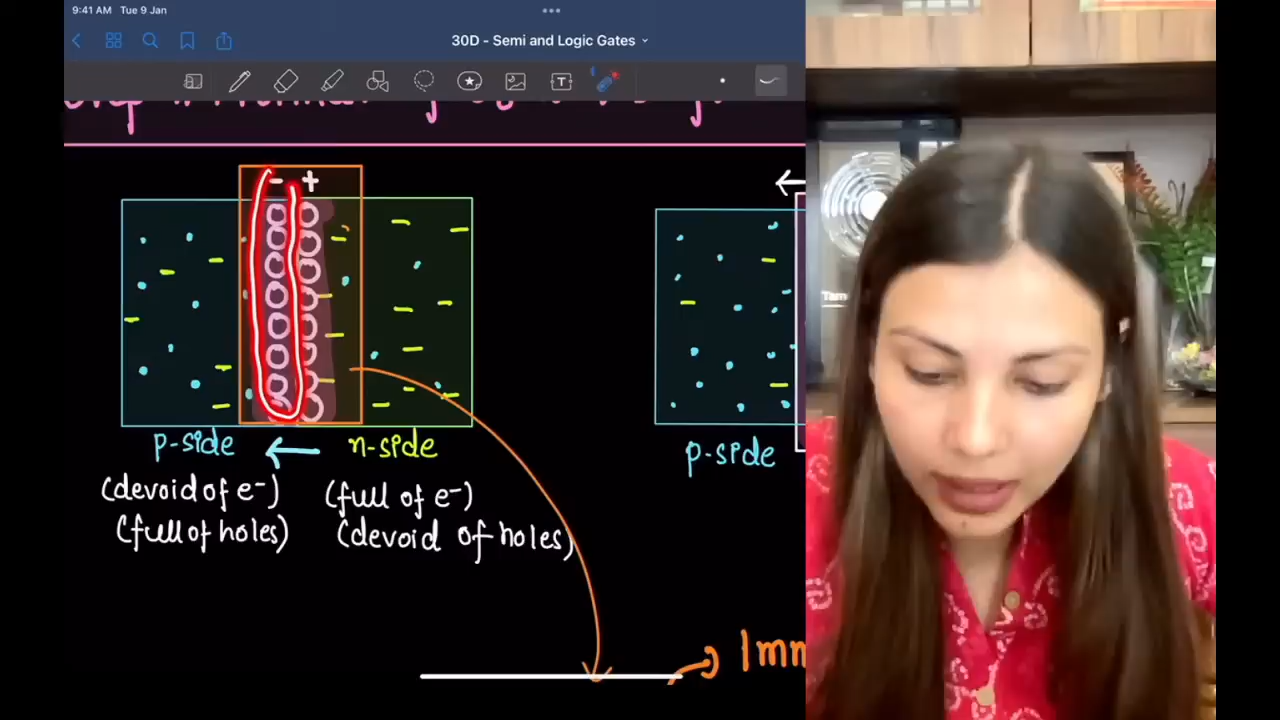 9:41 AM Tue 9 Jan
30D - Semi and Logic Gates
T
- +
p-side n-side
(devoid of e-) (full of e-)
(full of holes) (devoid of holes)
p-side
Tam